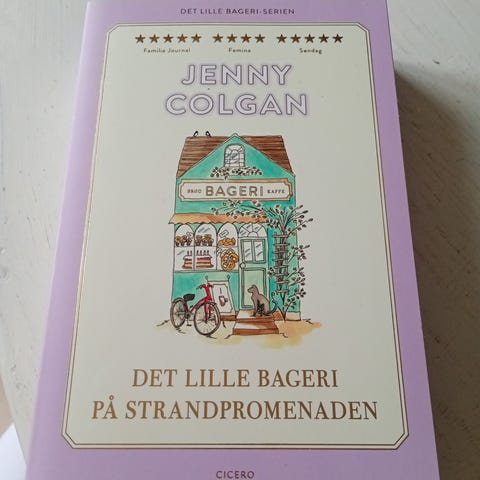 DET LILLE BAGERI-SERIEN
★★★★★ ★★★★ ★★★★★
Familie Journal Femina Søndag
JENNY
COLGAN
BRØD BAGERI KAFFE
DET LILLE BAGERI
PÅ STRANDPROMENADEN
CICERO